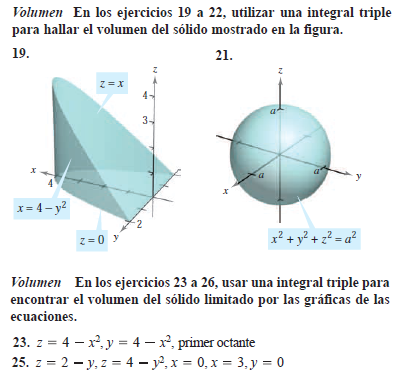 Volumen En los ejercicios 19 a 22, utilizar una integral triple
para hallar el volumen del sólido mostrado en la figura.
19.
21.
z
z = x
4
3
x
4
x = 4 – y²
z = 0
y
2
z
a
a
a
x
y
x² + y² + z² = a²
Volumen En los ejercicios 23 a 26, usar una integral triple para
encontrar el volumen del sólido limitado por las gráficas de las
ecuaciones.
23. z = 4 − x², y = 4 − x², primer octante
25. z = 2 − y, z = 4 − y², x = 0, x = 3, y = 0